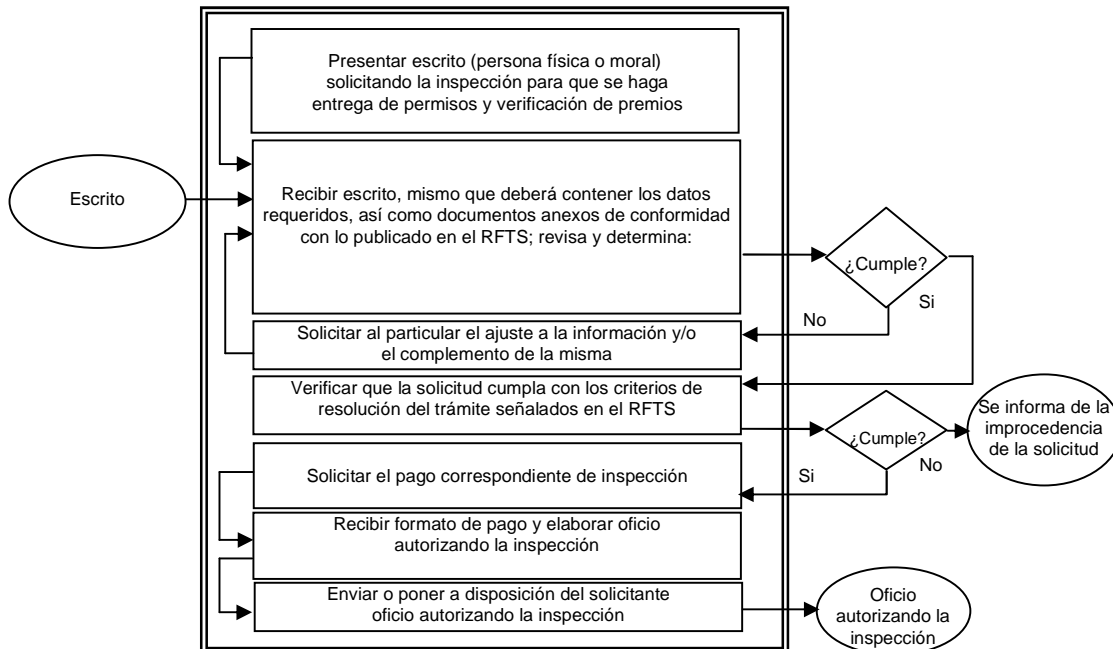 Presentar escrito (persona física o moral)
solicitando la inspección para que se haga
entrega de permisos y verificación de premios
Escrito
Recibir escrito, mismo que deberá contener los datos
requeridos, así como documentos anexos de conformidad
con lo publicado en el RFTS; revisa y determina:
¿Cumple?
Si
No
Solicitar al particular el ajuste a la información y/o
el complemento de la misma
Verificar que la solicitud cumpla con los criterios de
resolución del trámite señalados en el RFTS
¿Cumple?
No
Si
Se informa de la
improcedencia
de la solicitud
Solicitar el pago correspondiente de inspección
Recibir formato de pago y elaborar oficio
autorizando la inspección
Enviar o poner a disposición del solicitante
oficio autorizando la inspección
Oficio
autorizando la
inspección